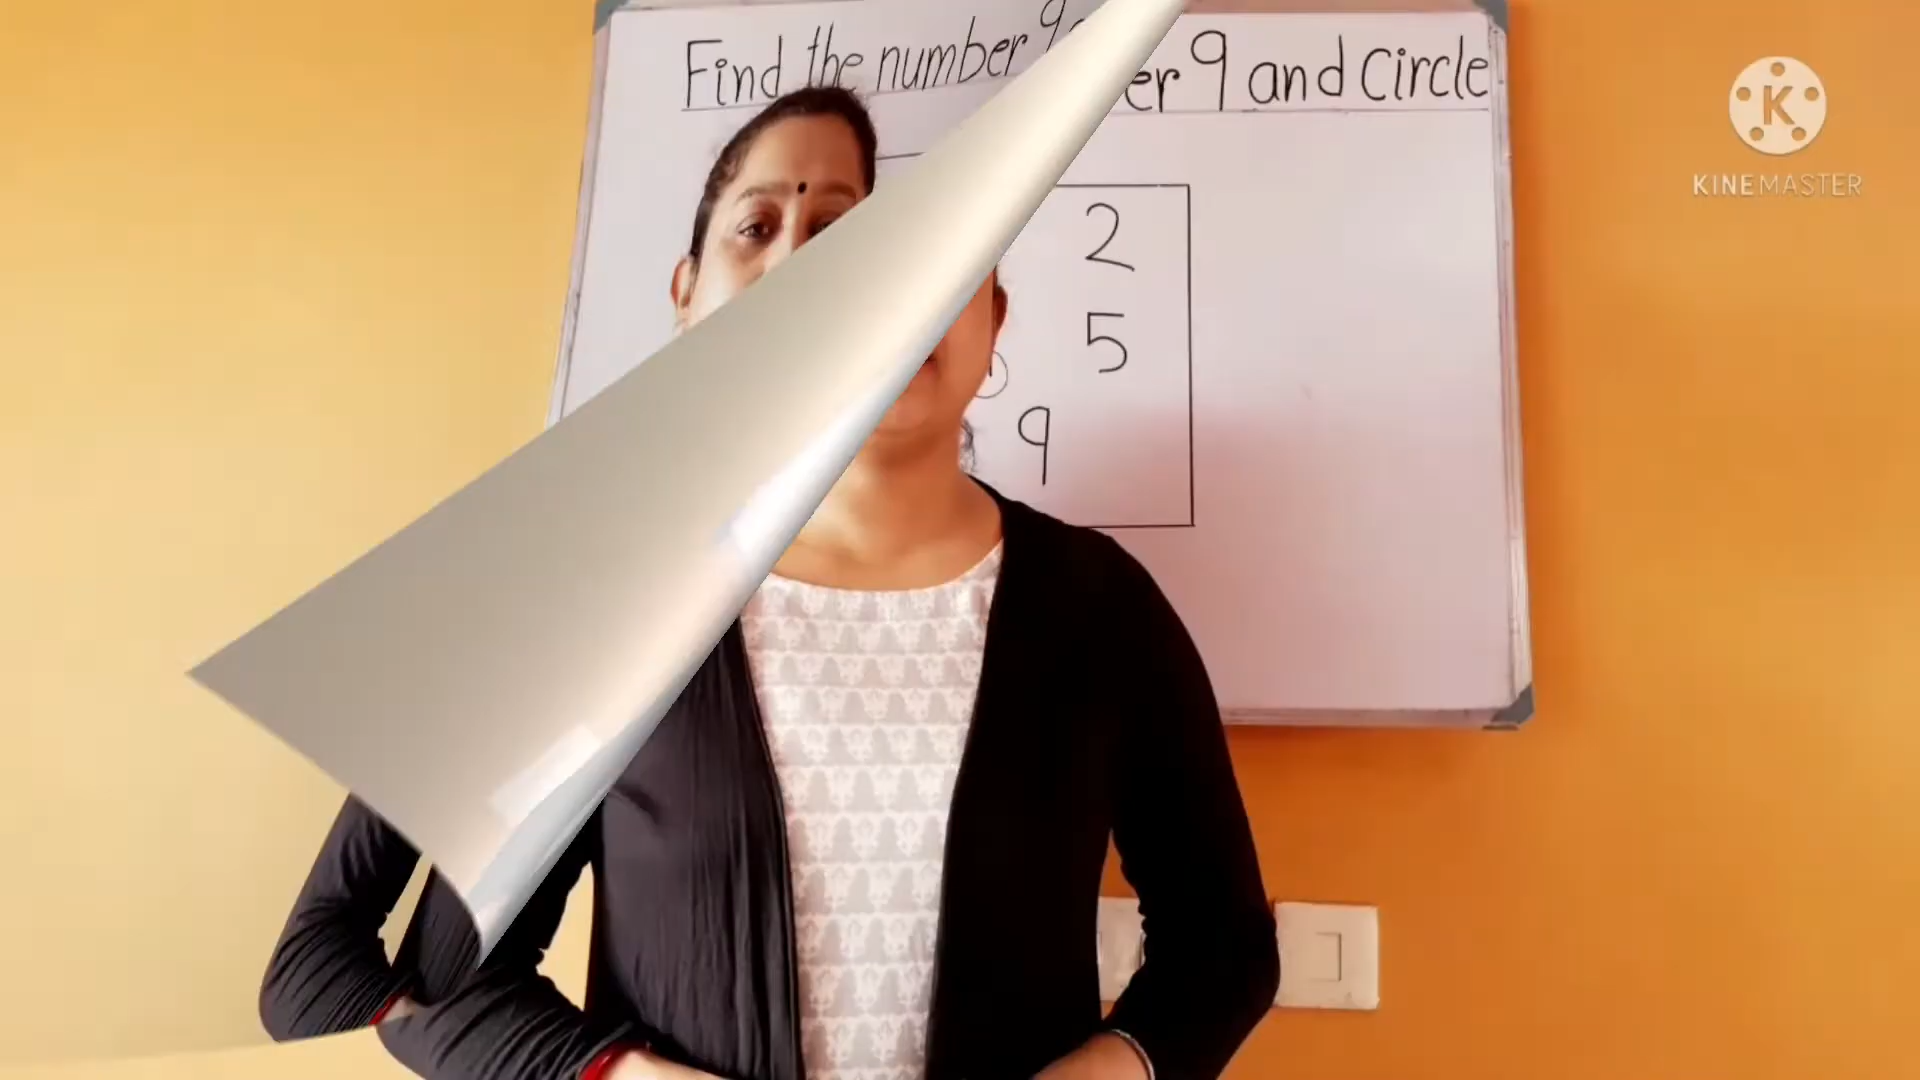 Find the number 9
er 9 and Circle
2
5
9
K
KINEMASTER